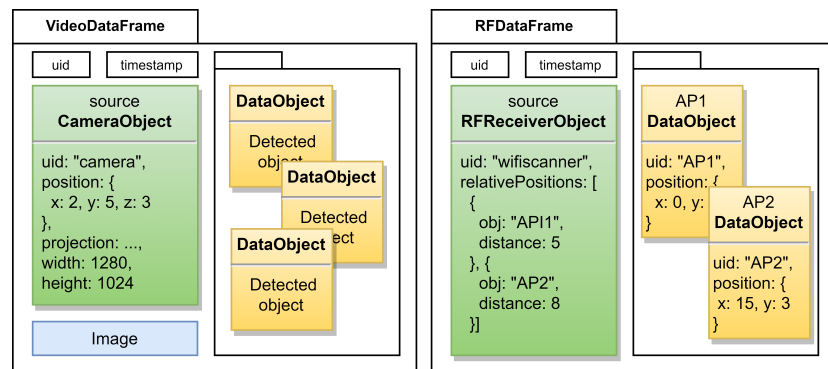 VideoDataFrame
uid
timestamp
source
CameraObject
uid: "camera",
position: {
x: 2, y: 5, z: 3
},
projection: ...,
width: 1280,
height: 1024
Image
DataObject
Detected
object
DataObject
Detected
ect
DataObject
Detected
object
RFDataFrame
uid
timestamp
source
RFReceiverObject
uid: "wifiscanner",
relativePositions: [
{
obj: "API1",
distance: 5
}, {
obj: "AP2",
distance: 8
}]
AP1
DataObject
uid: "AP1",
position: {
x: 0, y:
}
AP2
DataObject
uid: "AP2",
position: {
x: 15, y: 3
}